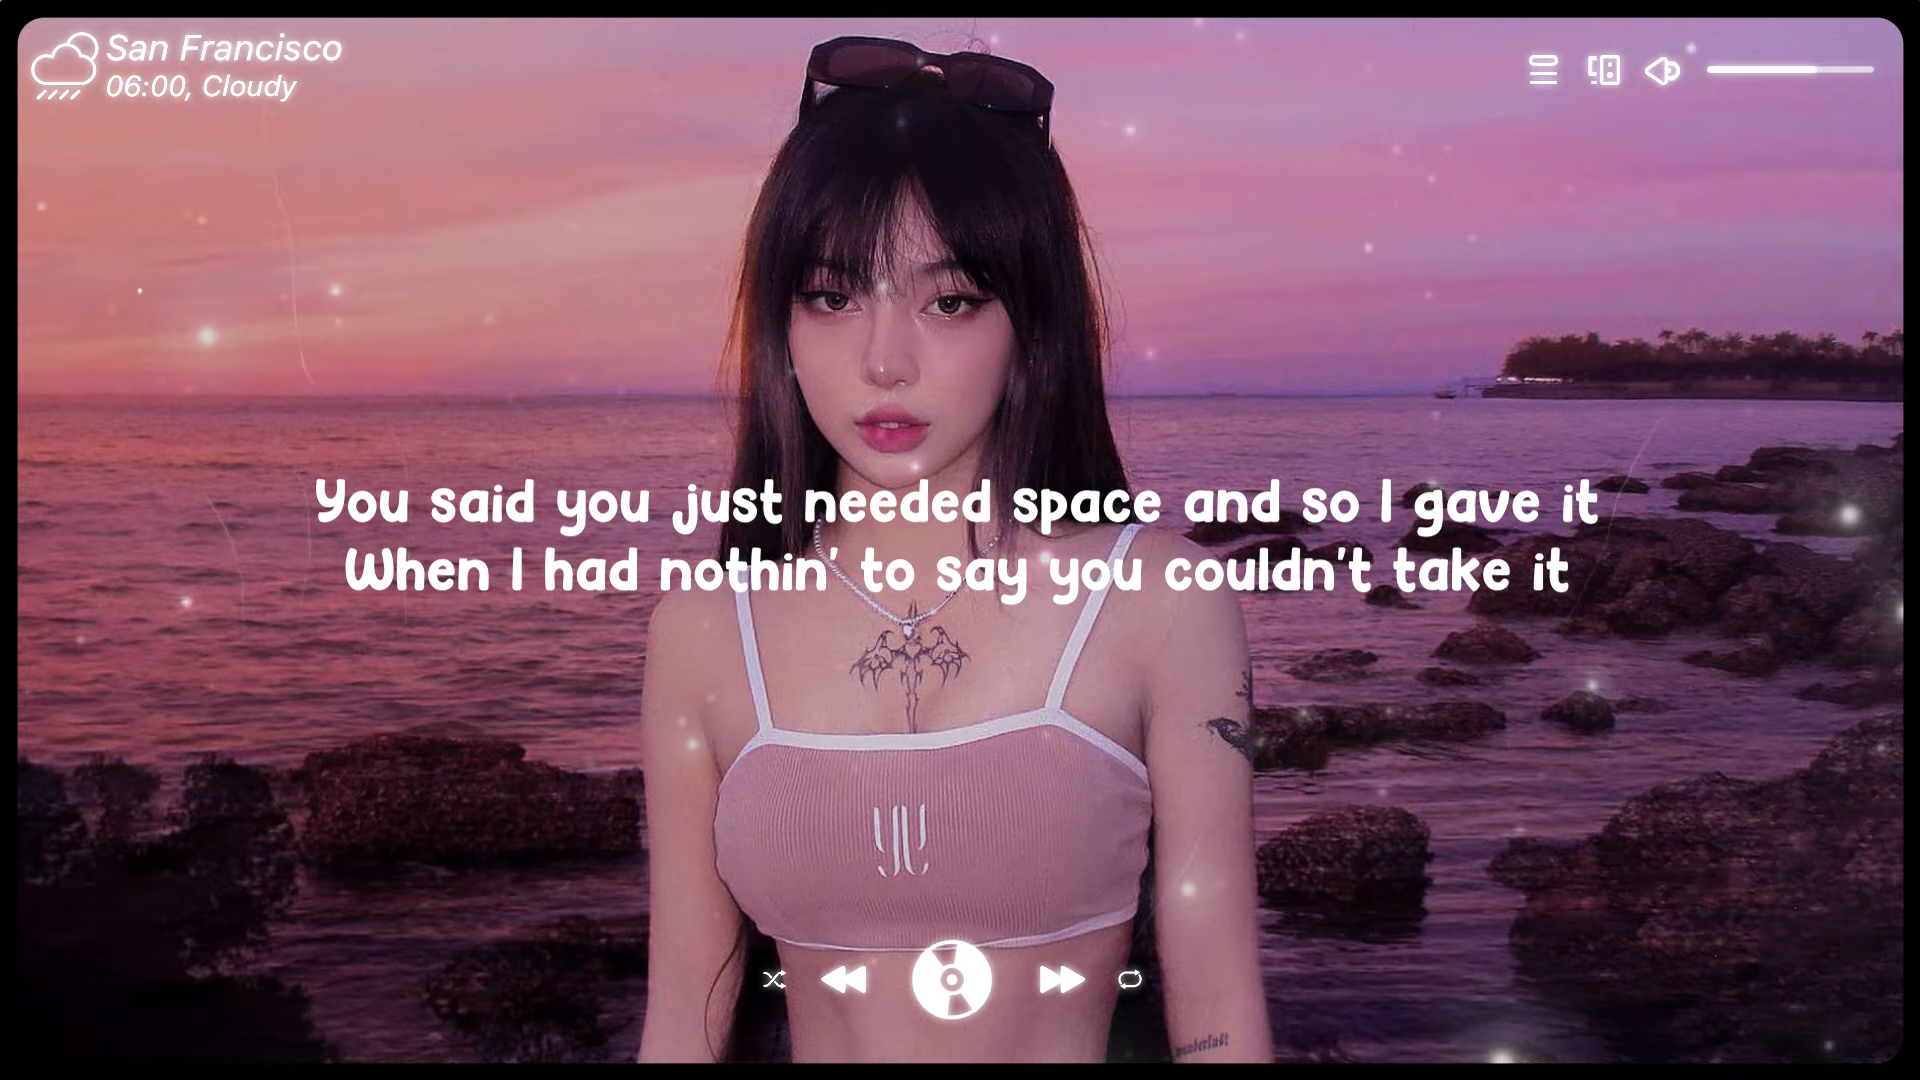 San Francisco
06:00, Cloudy
You said you just needed space and so I gave it
When I had nothin' to say you couldn't take it
wanderlust